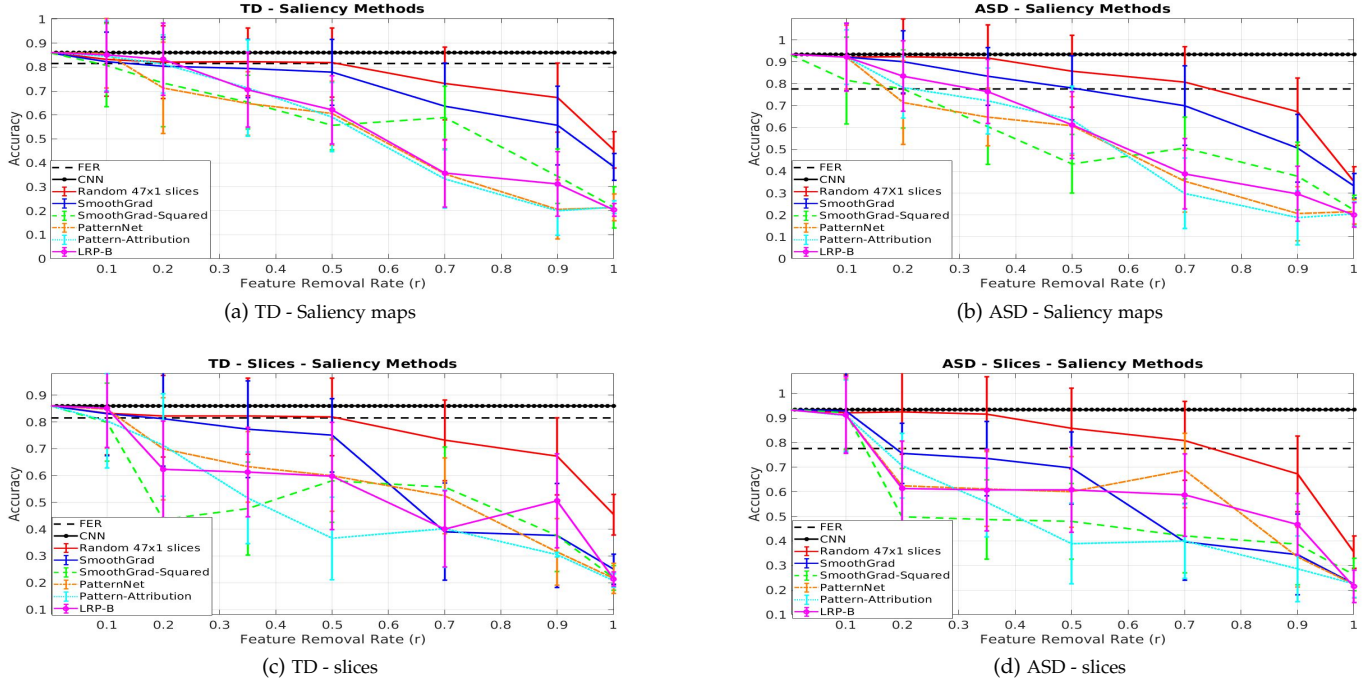 TD - Saliency Methods
1
0.9
0.8
0.7
0.6
0.5
0.4
0.3
0.2
0.1
0
Accuracy
FER
CNN
Random 47x1 slices
SmoothGrad
SmoothGrad-Squared
PatternNet
Pattern-Attribution
LRP-B
0.1 0.2 0.3 0.4 0.5 0.6 0.7 0.8 0.9 1
Feature Removal Rate (r)
(a) TD - Saliency maps
ASD - Saliency Methods
1
0.9
0.8
0.7
0.6
0.5
0.4
0.3
0.2
0.1
0
Accuracy
FER
CNN
Random 47x1 slices
SmoothGrad
SmoothGrad-Squared
PatternNet
Pattern-Attribution
LRP-B
0.1 0.2 0.3 0.4 0.5 0.6 0.7 0.8 0.9 1
Feature Removal Rate (r)
(b) ASD - Saliency maps
TD - Slices - Saliency Methods
0.9
0.8
0.7
0.6
0.5
0.4
0.3
0.2
0.1
Accuracy
FER
CNN
Random 47x1 slices
SmoothGrad
SmoothGrad-Squared
PatternNet
Pattern-Attribution
LRP-B
0.1 0.2 0.3 0.4 0.5 0.6 0.7 0.8 0.9 1
Feature Removal Rate (r)
(c) TD - slices
ASD - Slices - Saliency Methods
1
0.9
0.8
0.7
0.6
0.5
0.4
0.3
0.2
0.1
Accuracy
FER
CNN
Random 47x1 slices
SmoothGrad
SmoothGrad-Squared
PatternNet
Pattern-Attribution
LRP-B
0.1 0.2 0.3 0.4 0.5 0.6 0.7 0.8 0.9 1
Feature Removal Rate (r)
(d) ASD - slices